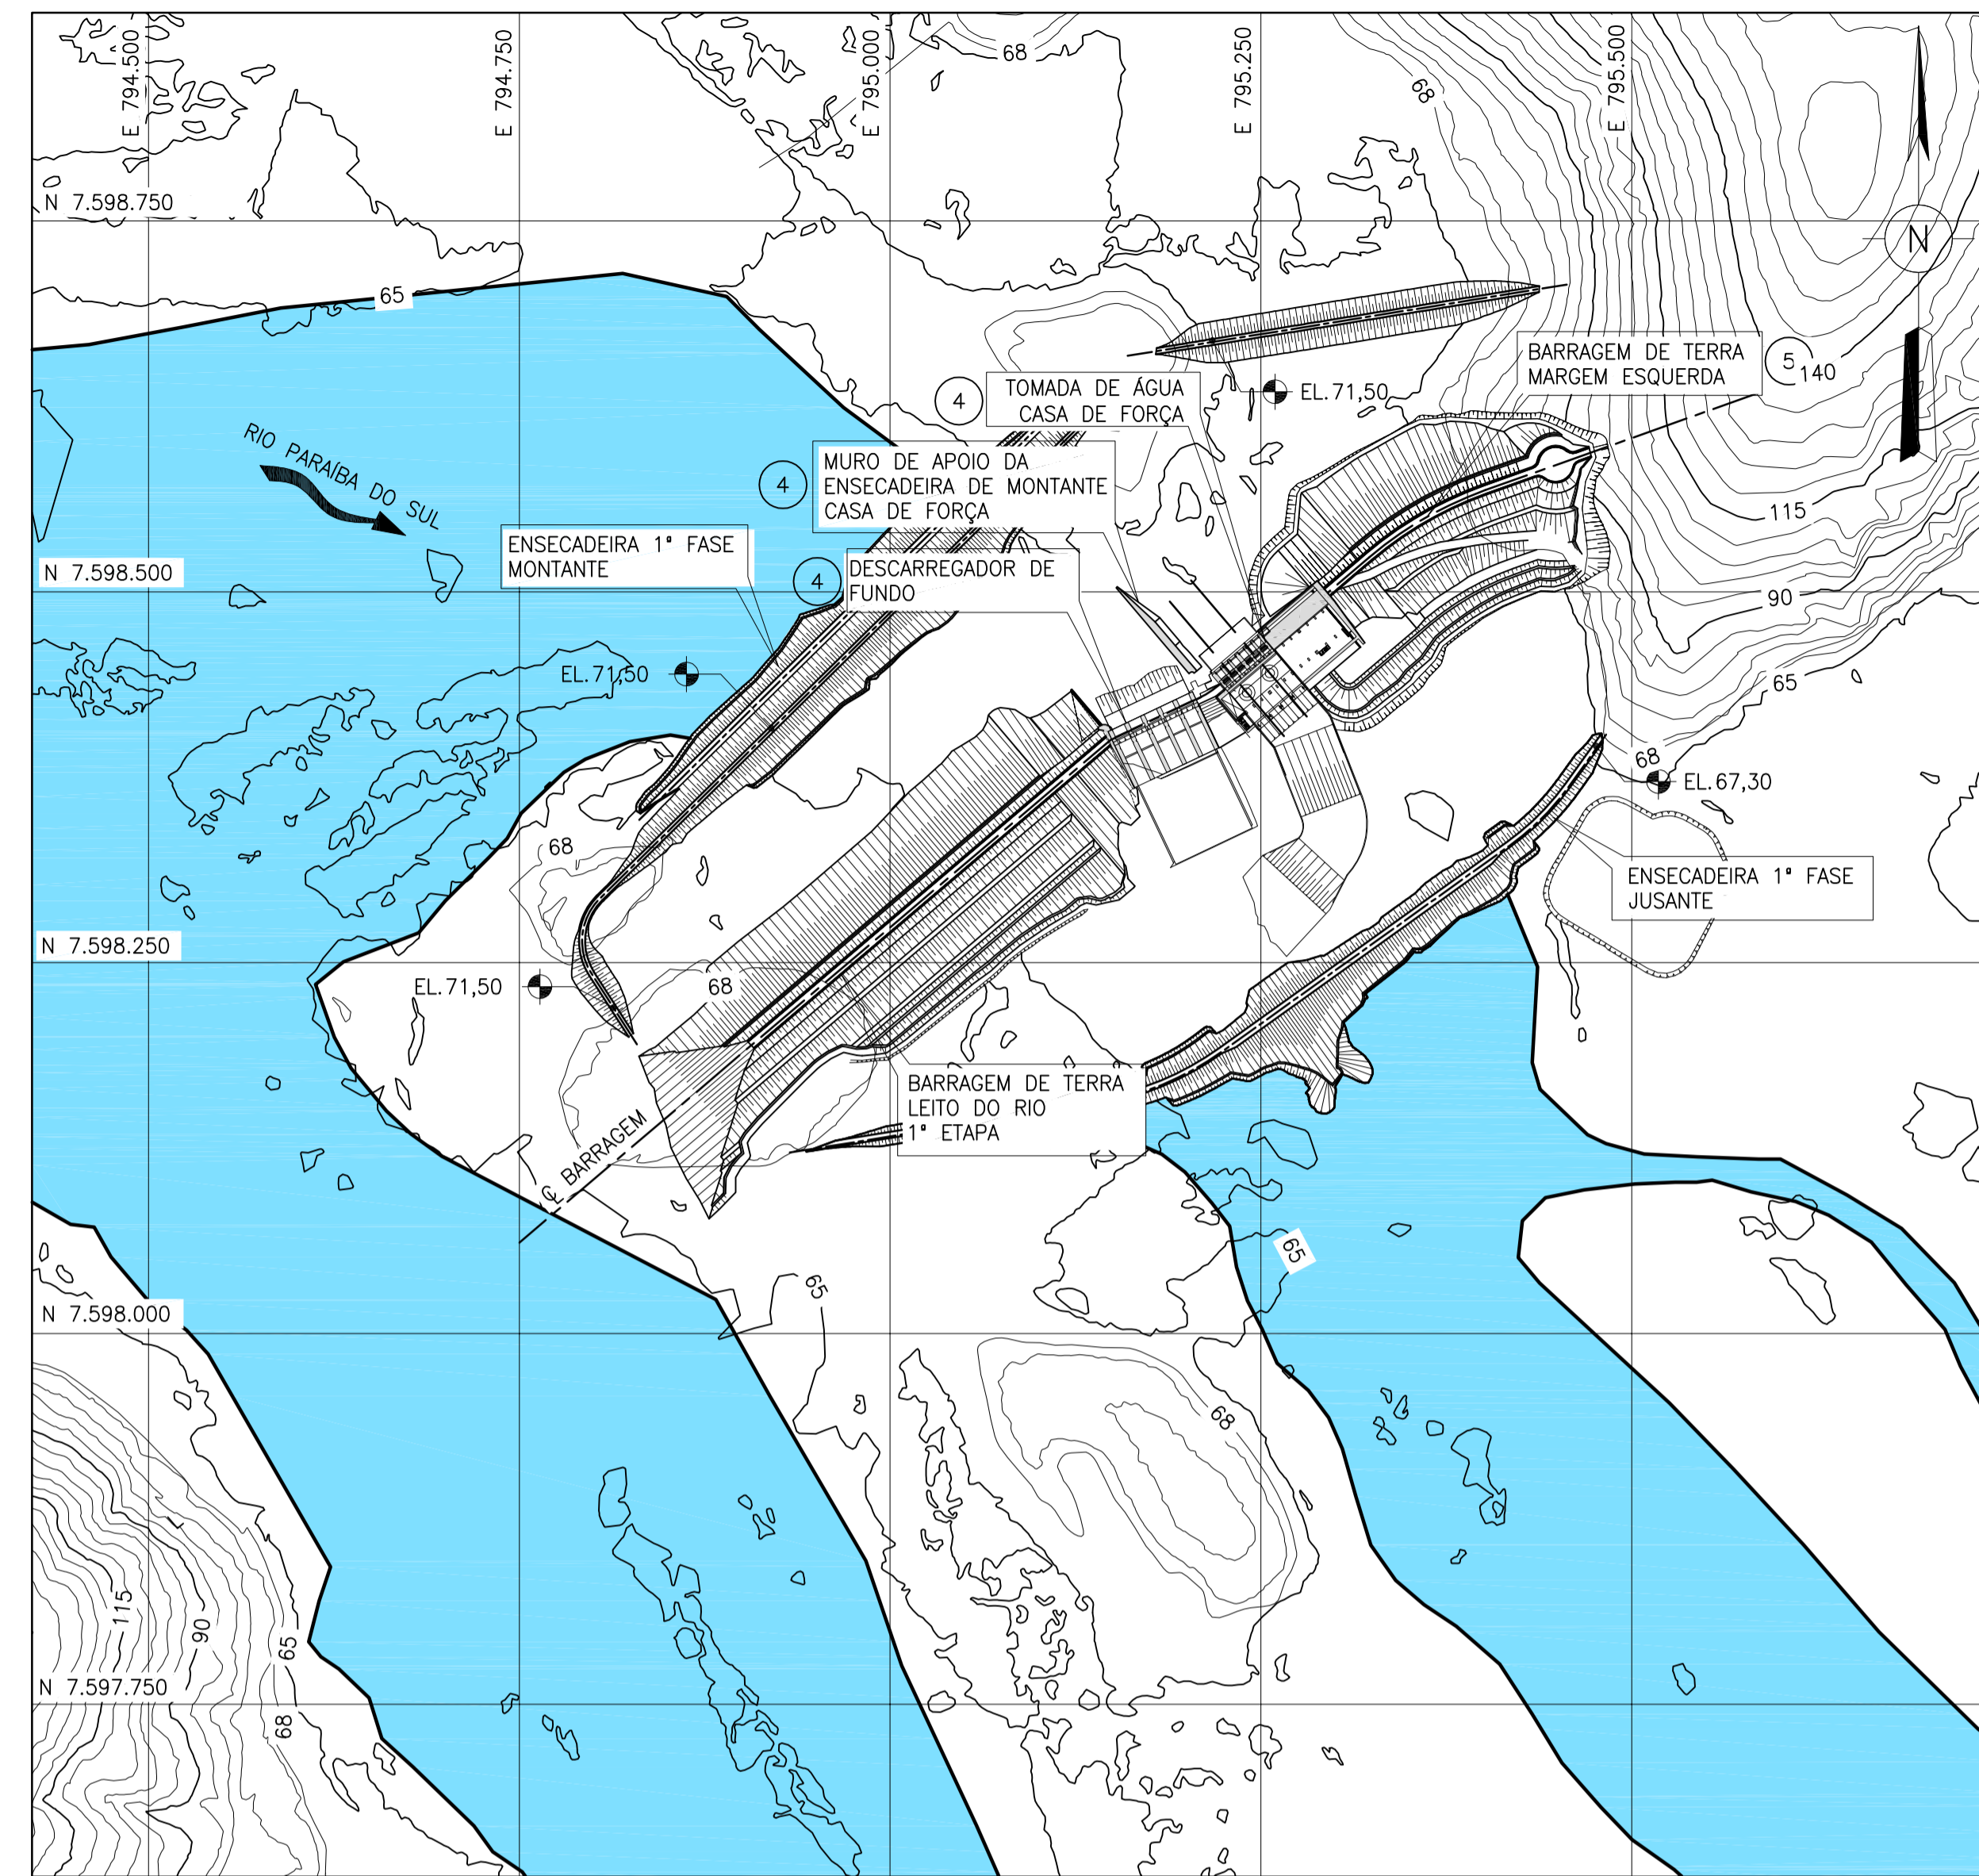 E 794.500
E 794.750
E 795.000
E 795.250
E 795.500
68
68
N 7.598.750
N
65
BARRAGEM DE TERRA
MARGEM ESQUERDA
5
140
TOMADA DE ÁGUA
CASA DE FORÇA
4
EL.71,50
RIO PARAÍBA DO SUL
MURO DE APOIO DA
ENSECADEIRA DE MONTANTE
CASA DE FORÇA
4
115
ENSECADEIRA 1ª FASE
MONTANTE
N 7.598.500
DESCARREGADOR DE
FUNDO
4
90
EL.71,50
65
68
EL.67,30
68
ENSECADEIRA 1ª FASE
JUSANTE
N 7.598.250
EL.71,50
68
BARRAGEM DE TERRA
LEITO DO RIO
1ª ETAPA
℄ BARRAGEM
65
65
N 7.598.000
68
115
90
65
N 7.597.750
68